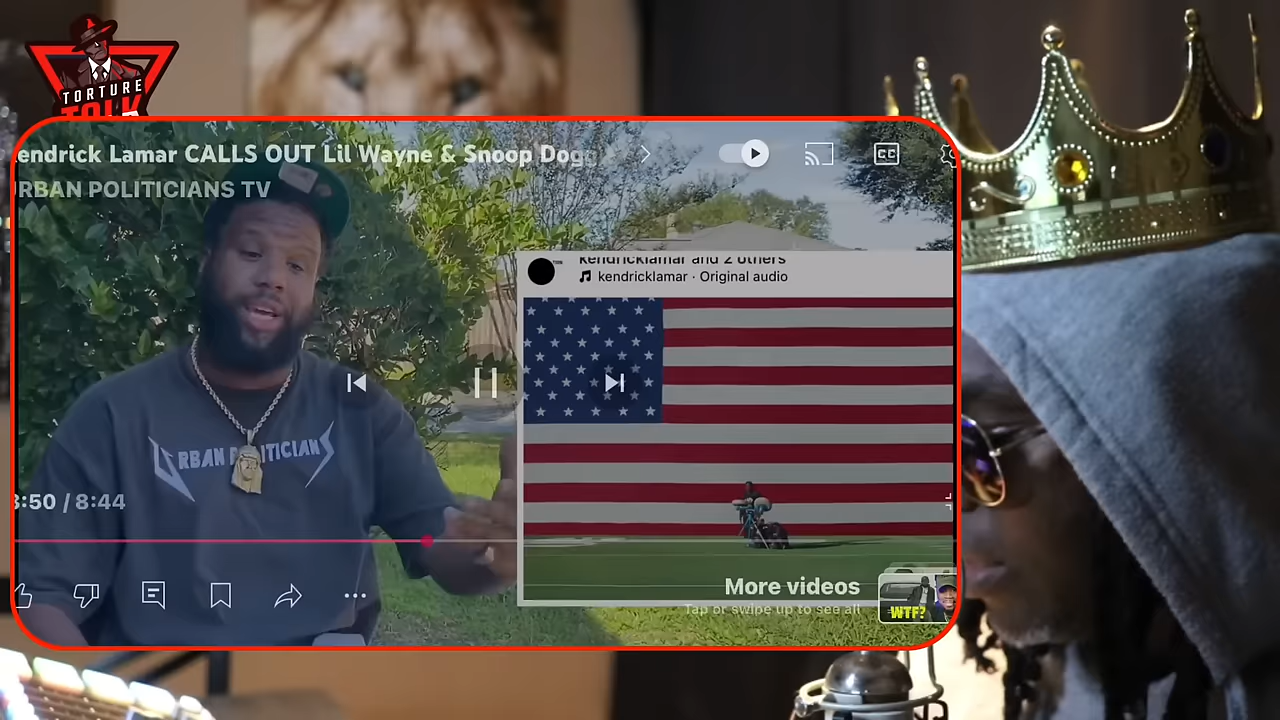 TORTURE
TALK
endrick Lamar CALLS OUT Lil Wayne & Snoop Dogg
RBAN POLITICIANS TV
CC
kendricklamar and 2 others
kendricklamar · Original audio
URBAN POLITICIANS
:50 / 8:44
More videos
Tap or swipe up to see all
WTF?